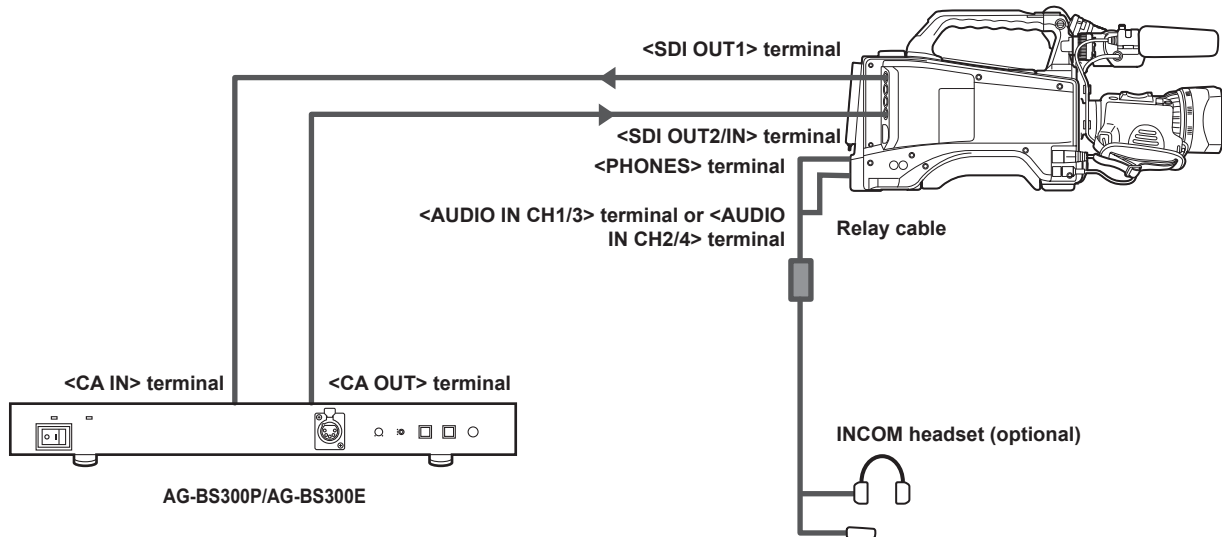 <SDI OUT1> terminal
<SDI OUT2/IN> terminal
<PHONES> terminal
<AUDIO IN CH1/3> terminal or <AUDIO
IN CH2/4> terminal
Relay cable
<CA IN> terminal
<CA OUT> terminal
INCOM headset (optional)
AG-BS300P/AG-BS300E